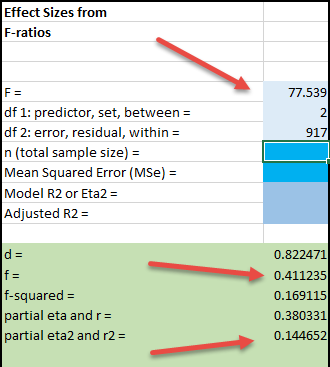 Effect Sizes from
F-ratios
F = 77.539
df 1: predictor, set, between = 2
df 2: error, residual, within = 917
n (total sample size) =
Mean Squared Error (MSe) =
Model R2 or Eta2 =
Adjusted R2 =
d = 0.822471
f = 0.411235
f-squared = 0.169115
partial eta and r = 0.380331
partial eta2 and r2 = 0.144652